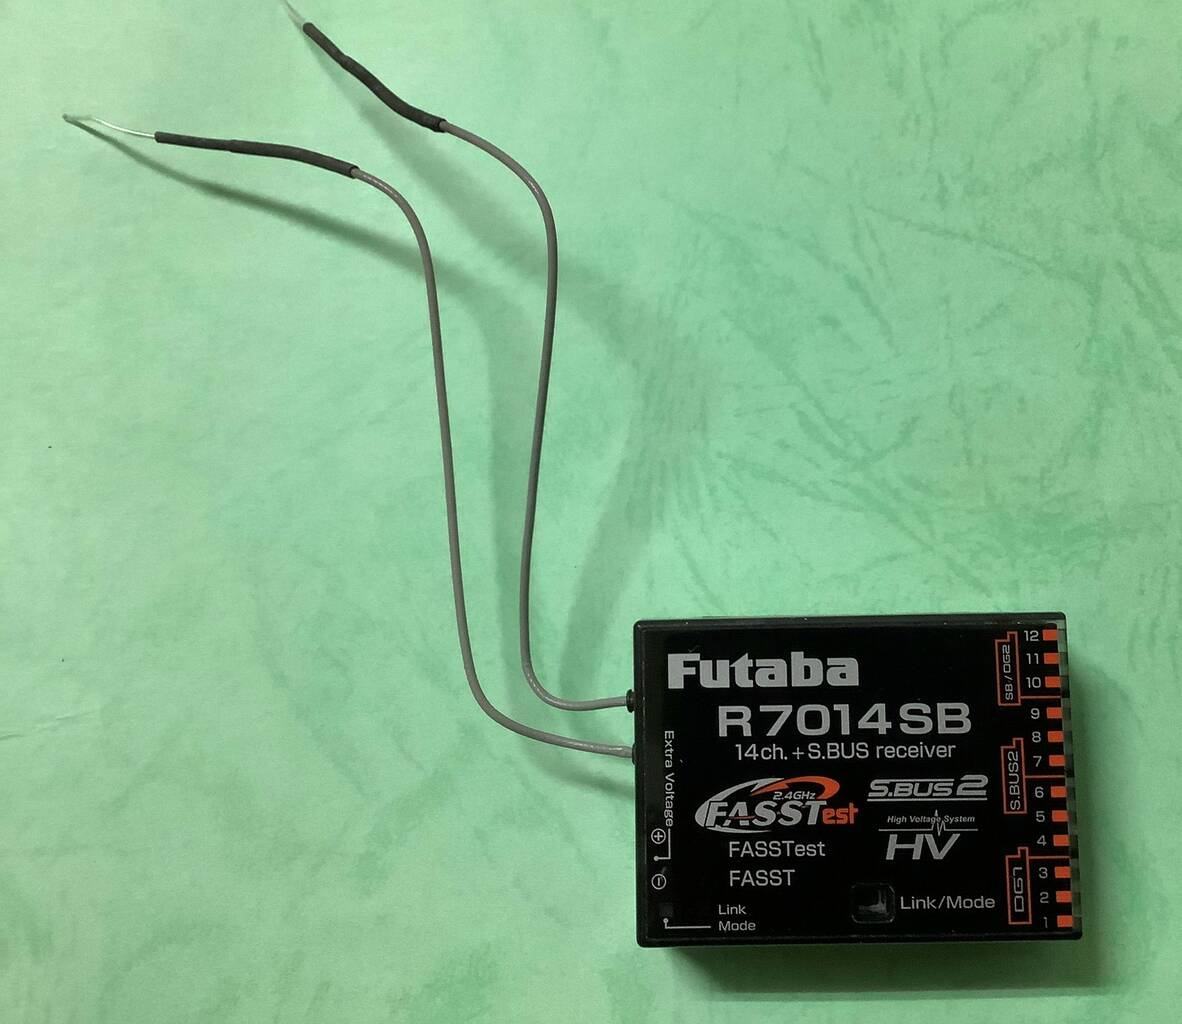 Futaba
R7014SB
14ch.+S.BUS receiver
Extra Voltage
2.4GHz
FASSTest
S.BUS2
High Voltage System
HV
FASSTest
FASST
Link/Mode
Link
Mode
SB/DG2
S.BUS2
DG1
12
11
10
9
8
7
6
5
4
3
2
1